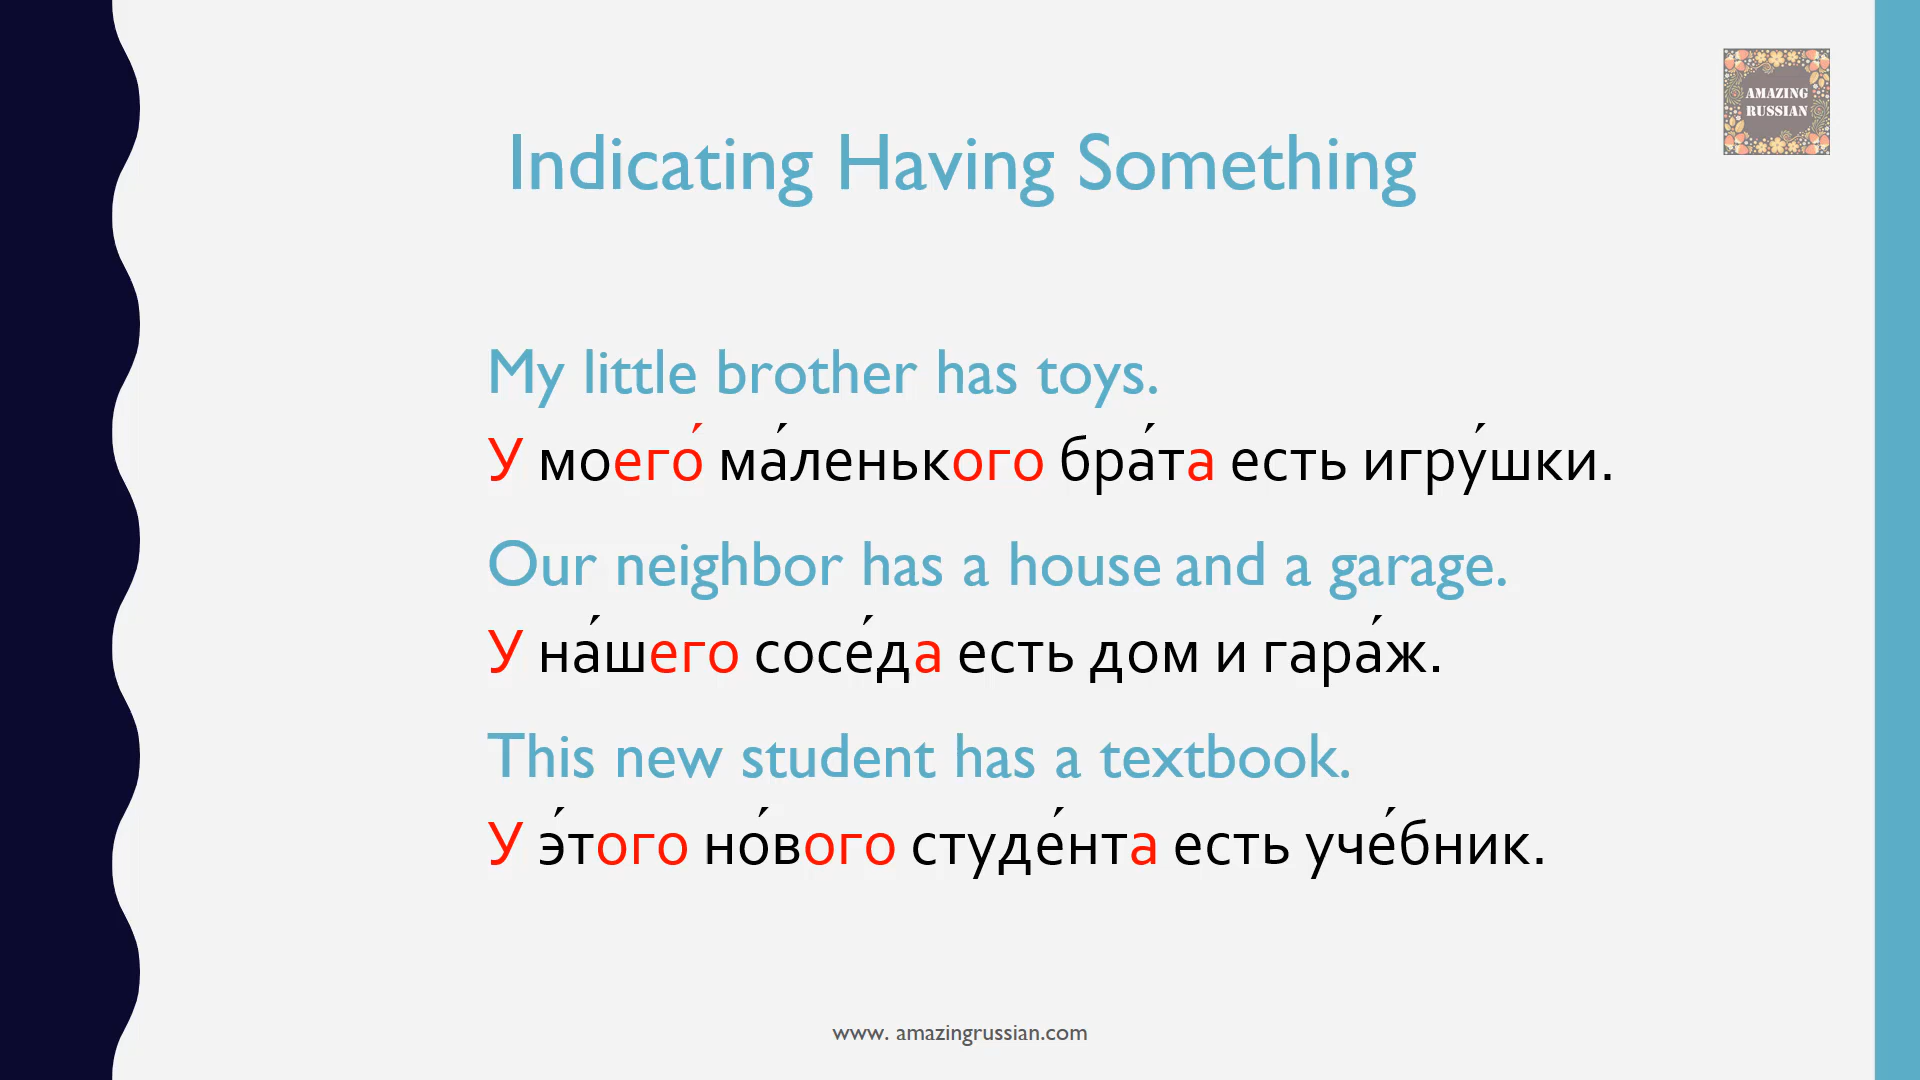 AMAZING
RUSSIAN
Indicating Having Something
My little brother has toys.
У моего́ ма́ленького бра́та есть игру́шки.
Our neighbor has a house and a garage.
У на́шего сосе́да есть дом и гара́ж.
This new student has a textbook.
У э́того но́вого студе́нта есть уче́бник.
www. amazingrussian.com